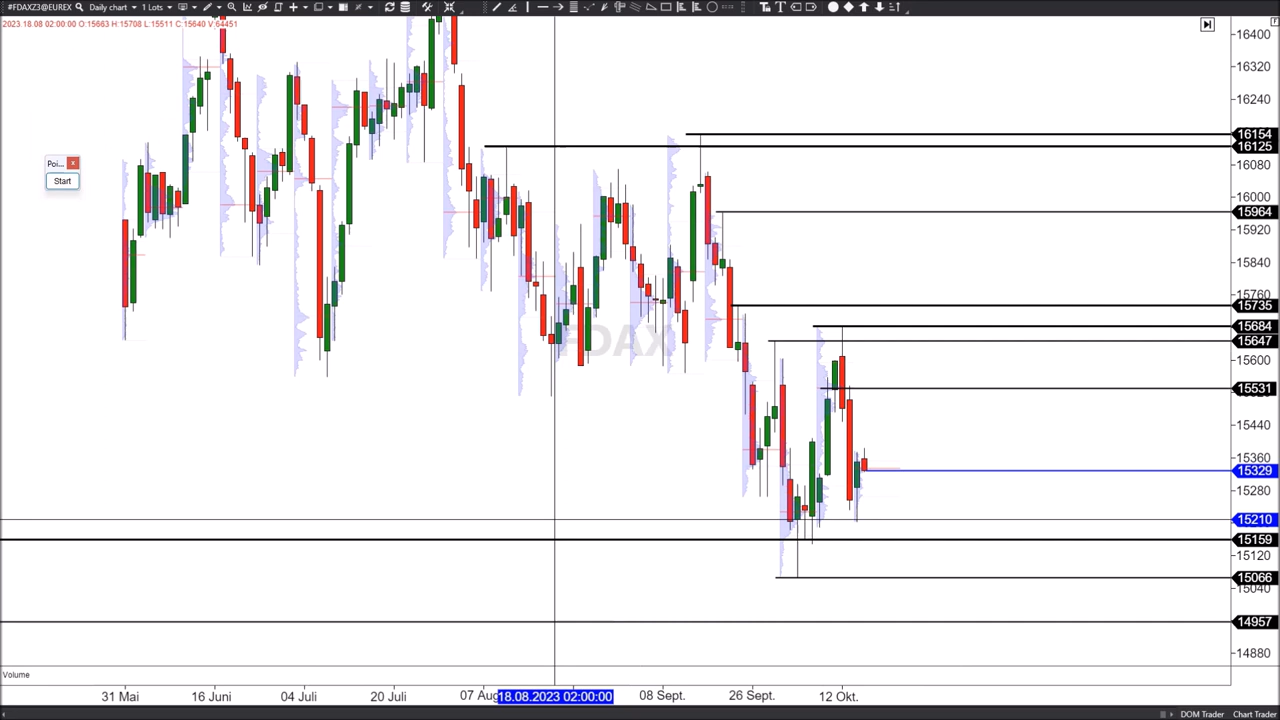 #FDAXZ3@EUREX
Daily chart
1 Lots
2023.18.08 02:00:00 O:15663 H:15708 L:15511 C:15640 V:64451
Poi...
x
Start
FDAX
16400
16320
16240
16154
16125
16080
16000
15964
15920
15840
15760
15735
15684
15647
15600
15531
15440
15360
15329
15280
15210
15159
15120
15066
15040
14957
14880
Volume
31 Mai
16 Juni
04 Juli
20 Juli
07 Aug
18.08.2023 02:00:00
08 Sept.
26 Sept.
12 Okt.
DOM Trader
Chart Trader